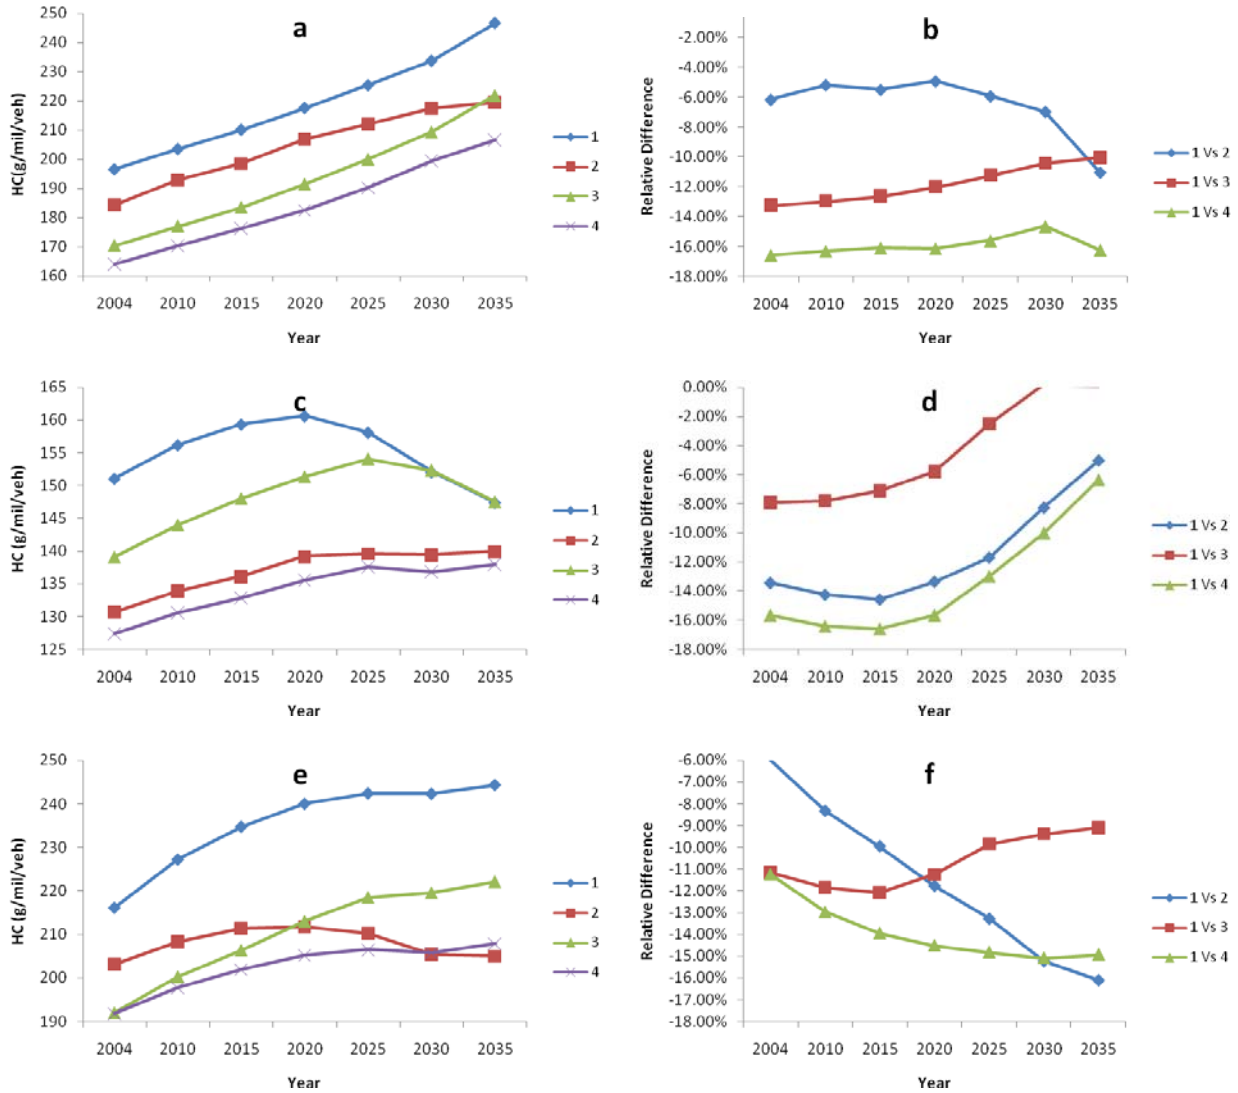 a
HC(g/mil/veh)
250
240
230
220
210
200
190
180
170
160
2004 2010 2015 2020 2025 2030 2035
Year
1
2
3
4
b
Relative Difference
-2.00%
-4.00%
-6.00%
-8.00%
-10.00%
-12.00%
-14.00%
-16.00%
-18.00%
2004 2010 2015 2020 2025 2030 2035
Year
1 Vs 2
1 Vs 3
1 Vs 4
c
HC (g/mil/veh)
165
160
155
150
145
140
135
130
125
2004 2010 2015 2020 2025 2030 2035
Year
1
2
3
4
d
Relative Difference
0.00%
-2.00%
-4.00%
-6.00%
-8.00%
-10.00%
-12.00%
-14.00%
-16.00%
-18.00%
2004 2010 2015 2020 2025 2030 2035
Year
1 Vs 2
1 Vs 3
1 Vs 4
e
HC (g/mil/veh)
250
240
230
220
210
200
190
2004 2010 2015 2020 2025 2030 2035
Year
1
2
3
4
f
Relative Difference
-6.00%
-7.00%
-8.00%
-9.00%
-10.00%
-11.00%
-12.00%
-13.00%
-14.00%
-15.00%
-16.00%
-17.00%
-18.00%
2004 2010 2015 2020 2025 2030 2035
Year
1 Vs 2
1 Vs 3
1 Vs 4